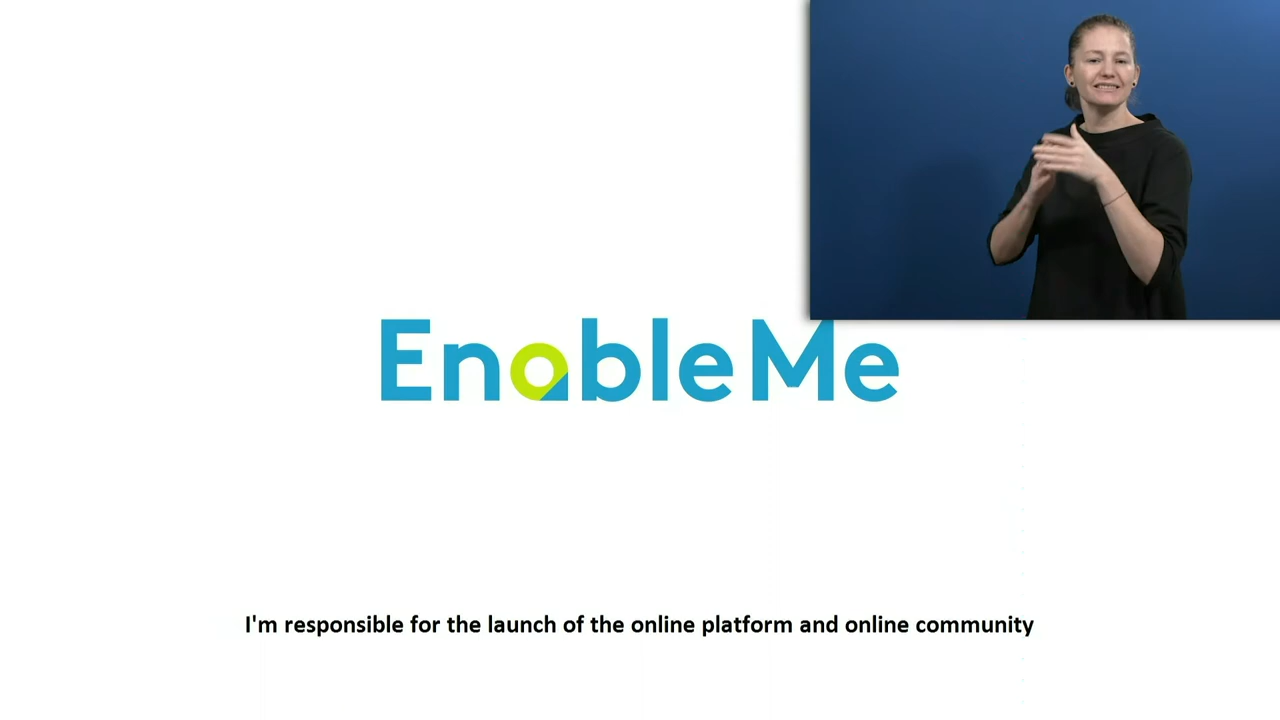 EnableMe
I'm responsible for the launch of the online platform and online community